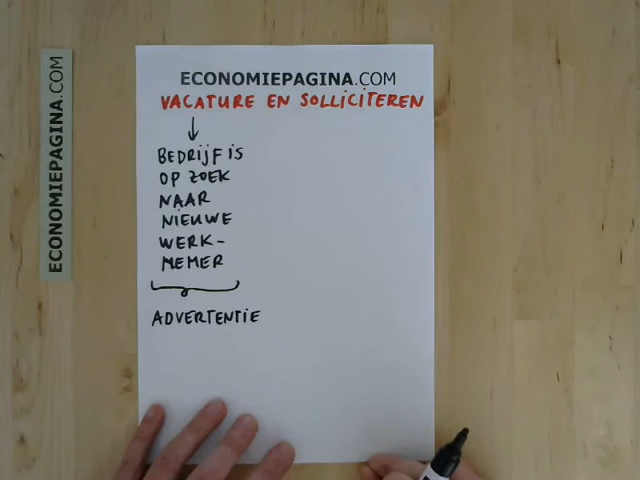 ECONOMIEPAGINA.COM
ECONOMIEPAGINA.COM
VACATURE EN SOLLICITEREN
BEDRIJF IS
OP ZOEK
NAAR
NIEUWE
WERK-
NEMER
ADVERTENTIE